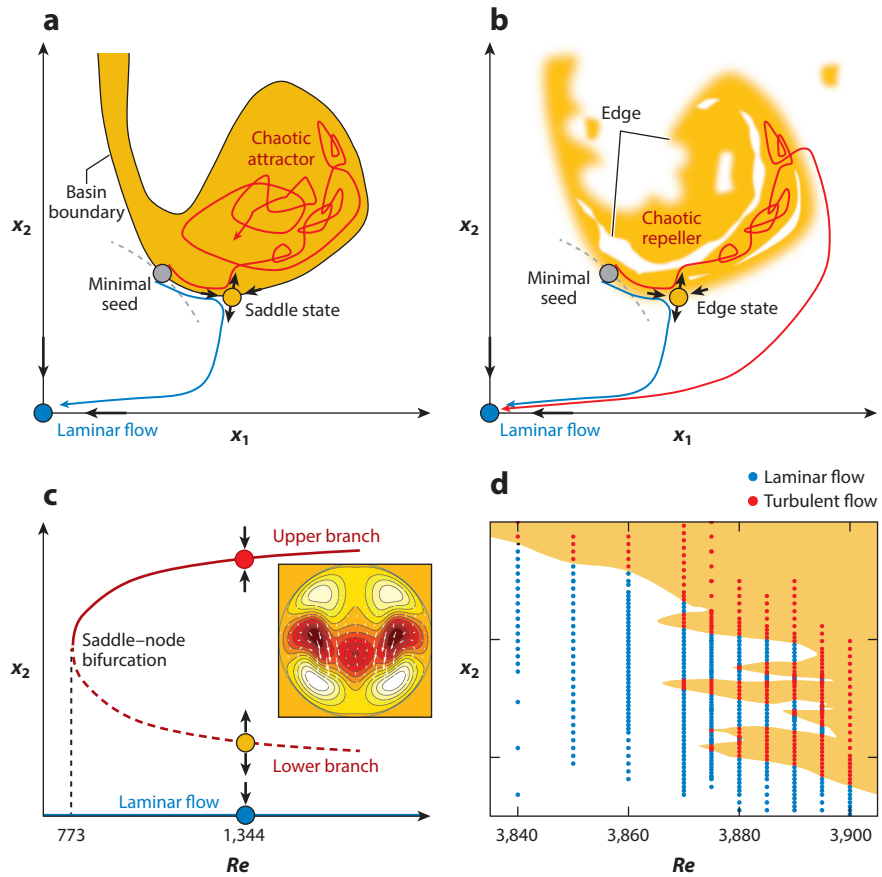 a
x₂
Basin
boundary
Chaotic
attractor
Minimal
seed
Saddle state
Laminar flow
x₁
b
x₂
Edge
Chaotic
repeller
Minimal
seed
Edge state
Laminar flow
x₁
c
x₂
Upper branch
Saddle–node
bifurcation
Lower branch
Laminar flow
773
1,344
Re
d
Laminar flow
Turbulent flow
x₂
3,840
3,860
3,880
3,900
Re